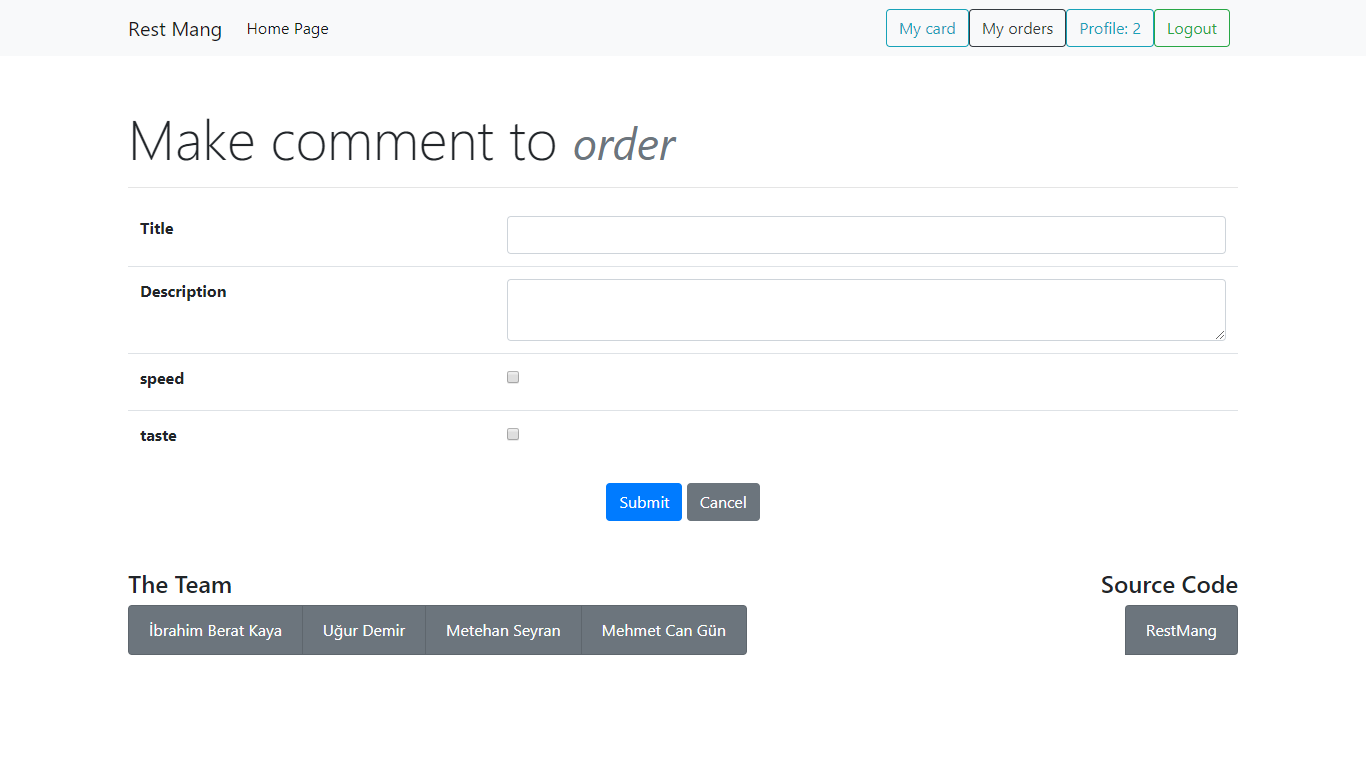 Rest Mang Home Page My card My orders Profile: 2 Logout
Make comment to order
Title
Description
speed
taste
Submit Cancel
The Team Source Code
İbrahim Berat Kaya Uğur Demir Metehan Seyran Mehmet Can Gün RestMang